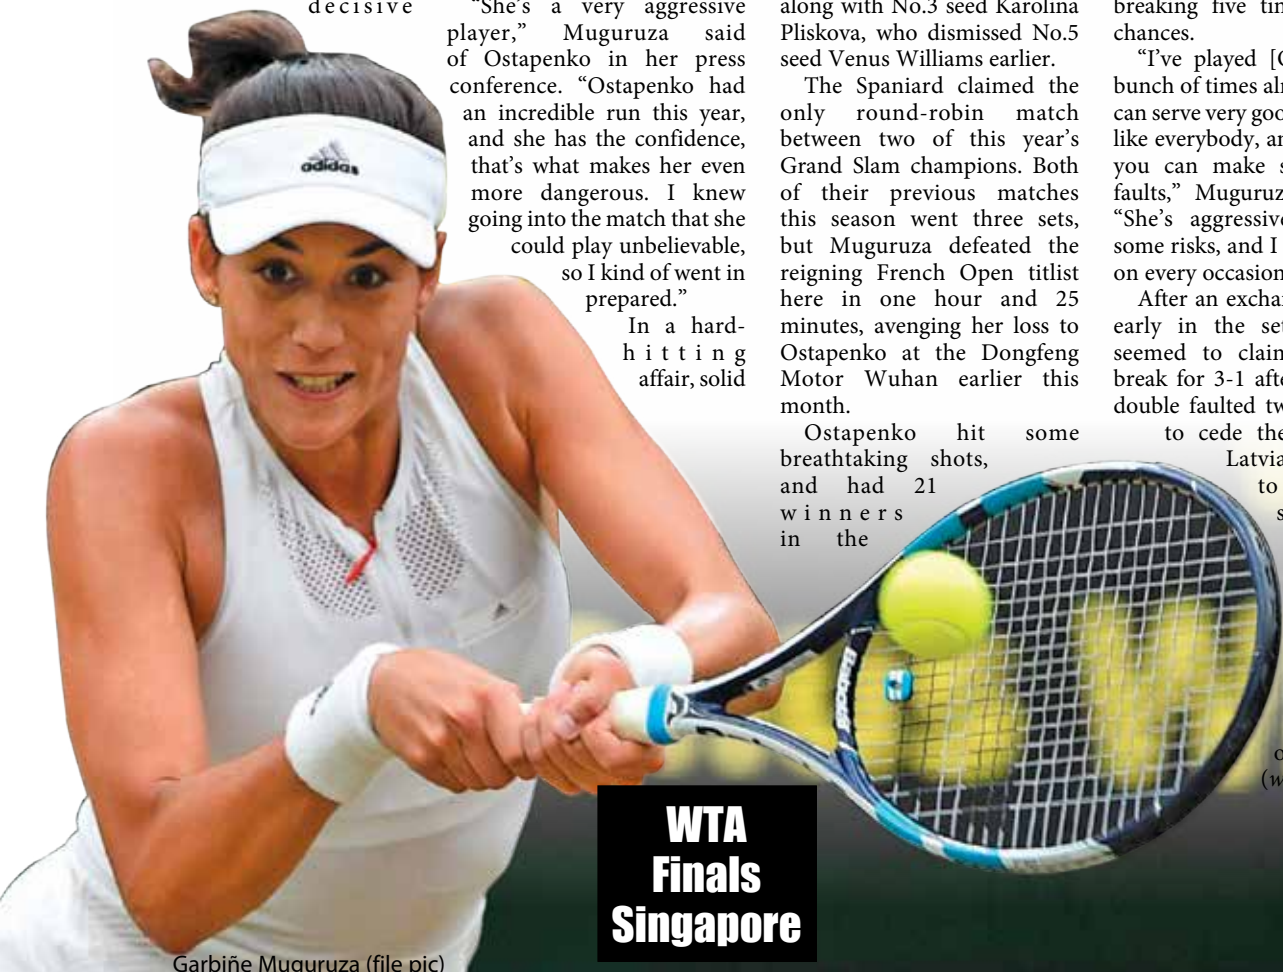 decisive
"She's a very aggressive
player," Muguruza said
of Ostapenko in her press
conference. "Ostapenko had
an incredible run this year,
and she has the confidence,
that's what makes her even
more dangerous. I knew
going into the match that she
could play unbelievable,
so I kind of went in
prepared."
In a hard-
hitting
affair, solid
along with No.3 seed Karolina
Pliskova, who dismissed No.5
seed Venus Williams earlier.
The Spaniard claimed the
only round-robin match
between two of this year's
Grand Slam champions. Both
of their previous matches
this season went three sets,
but Muguruza defeated the
reigning French Open titlist
here in one hour and 25
minutes, avenging her loss to
Ostapenko at the Dongfeng
Motor Wuhan earlier this
month.
Ostapenko hit some
breathtaking shots,
and had 21
winners
in the
breaking five
chances.
"I've played
bunch of times
can serve very
like everybody,
you can make
faults,"
"She's
some risks, and I
on every
After an
early in the
seemed to
break for 3-1
double faulted
to cede
to
adidas
Babolat
WTA
Finals
Singapore
Garbiñe Muguruza (file pic)